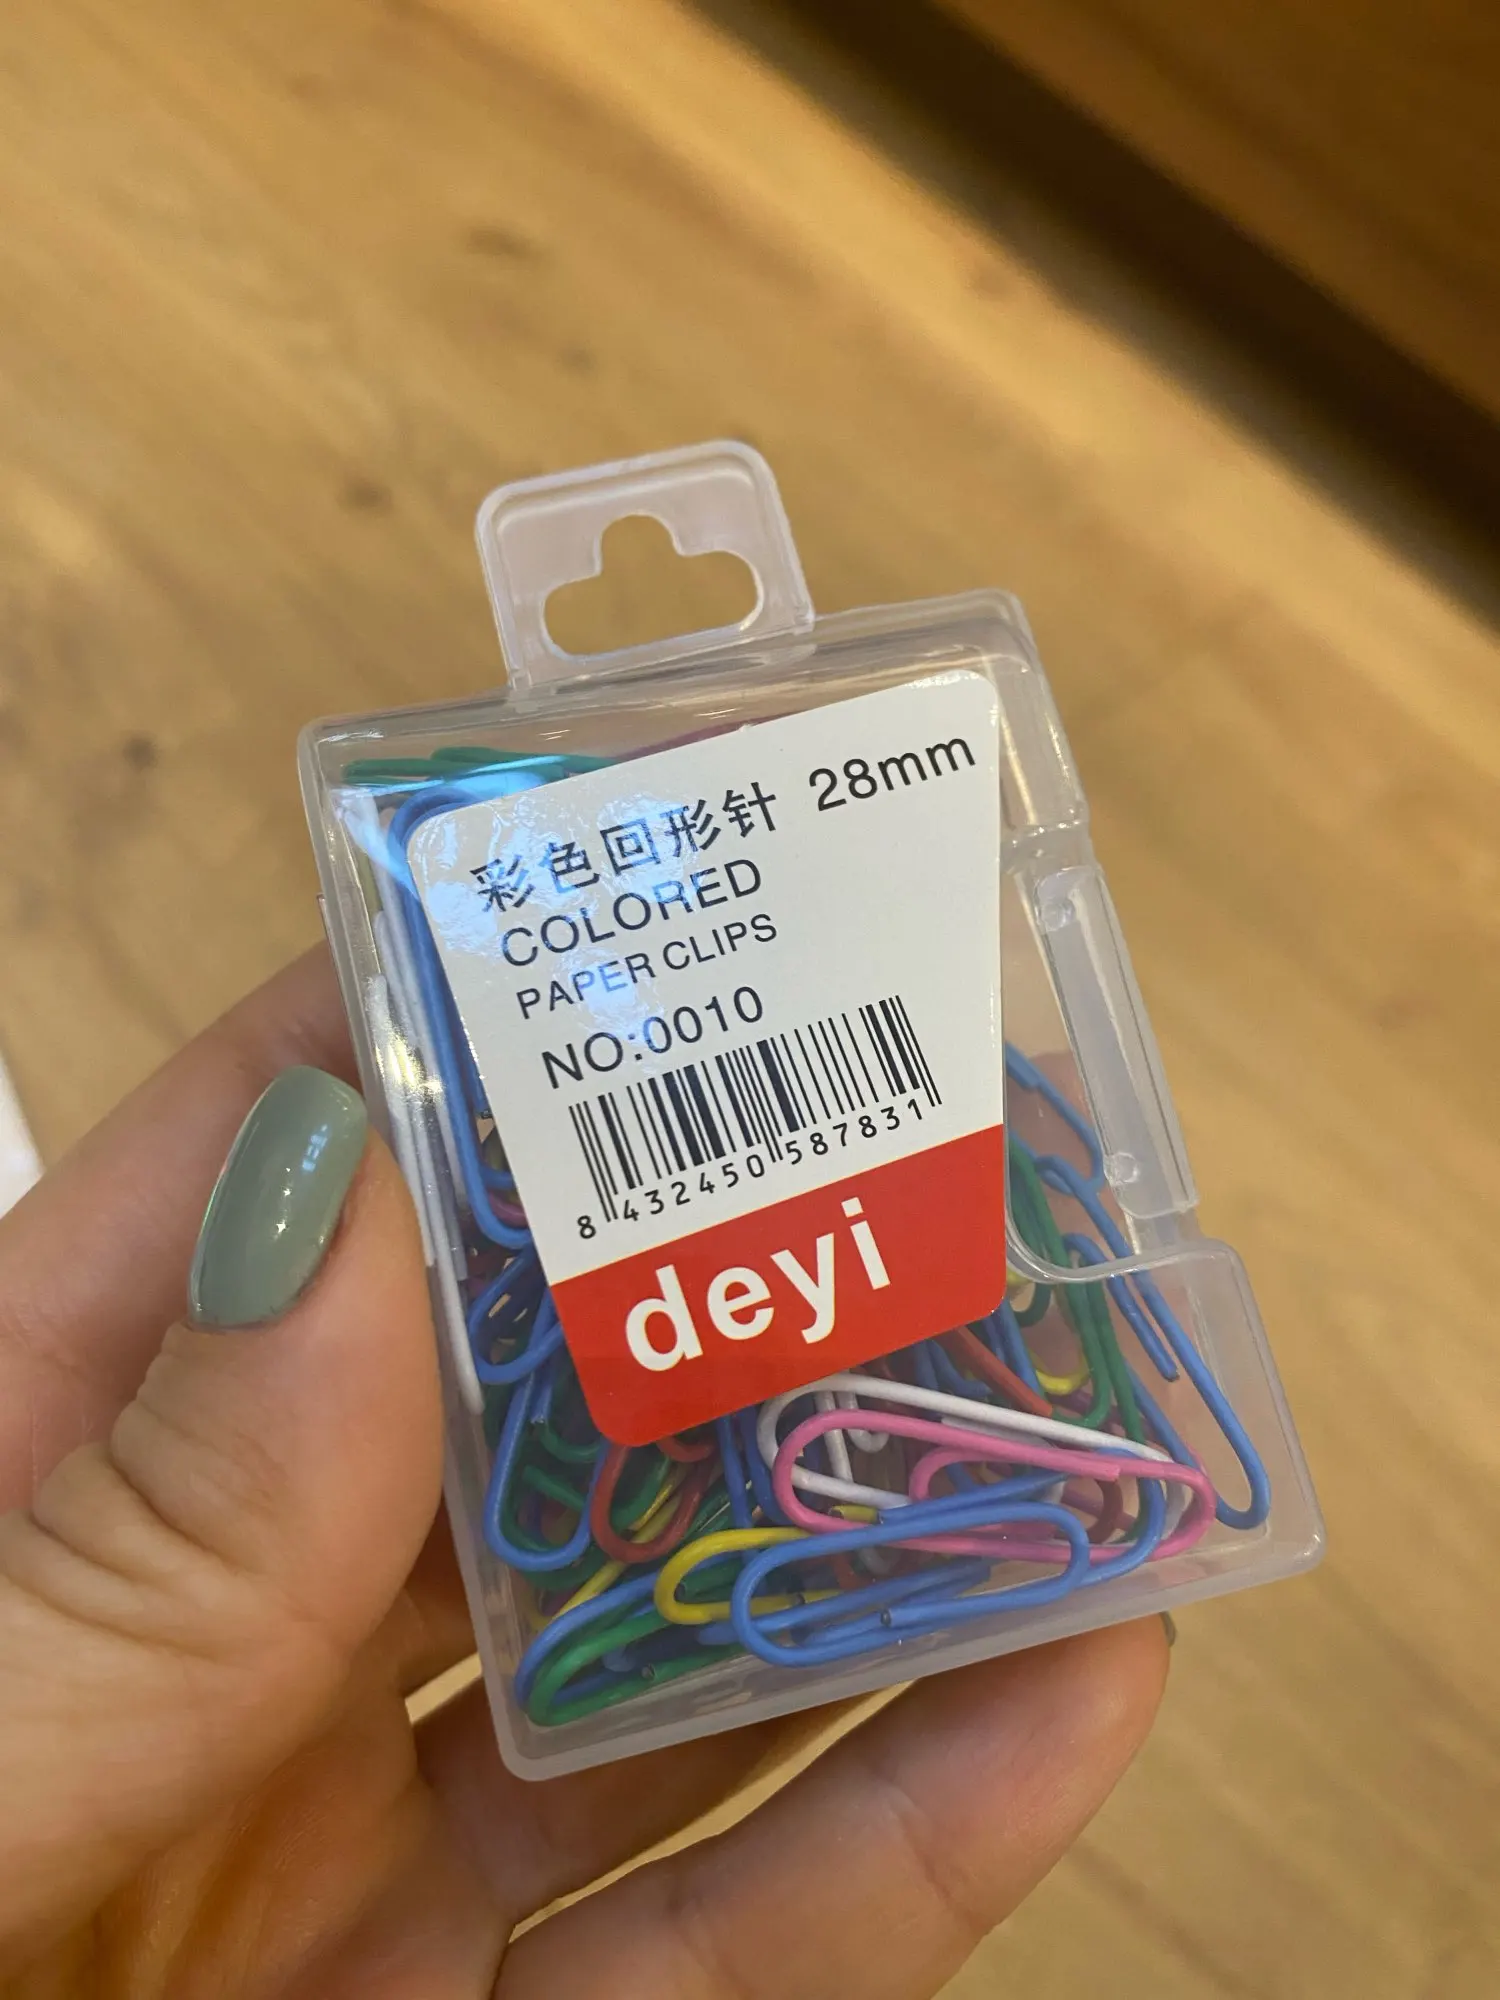 彩色回形针 28mm
COLORED
PAPER CLIPS
NO:0010
8 432450 587831
deyi